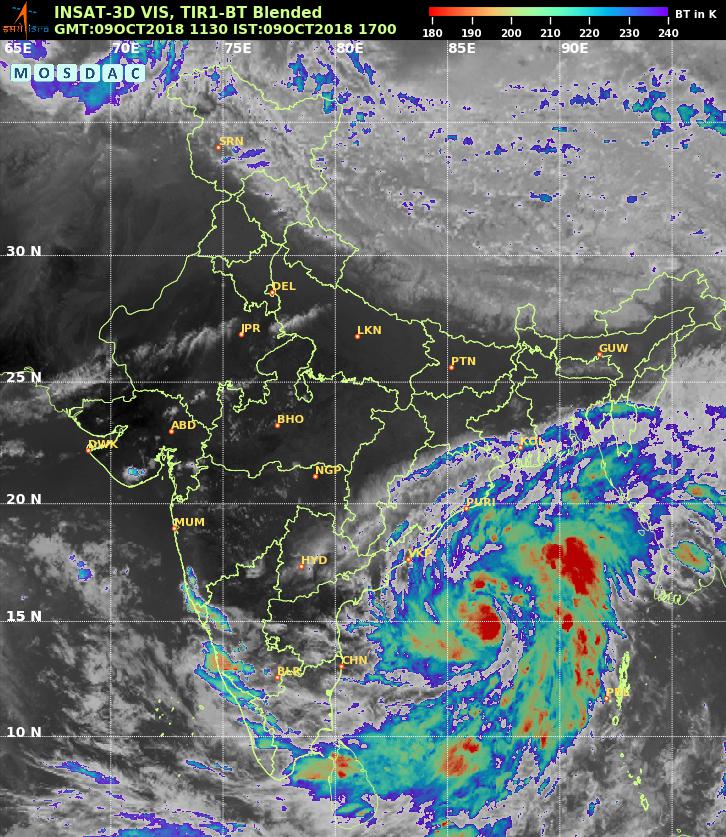 INSAT-3D VIS, TIR1-BT Blended
GMT:09OCT2018 1130 IST:09OCT2018 1700
BT in K
180 190 200 210 220 230 240
65E 70E 75E 80E 85E 90E
MOSDAC
SRN
30 N
DEL
JPR LKN
GUW
PTN
25 N
ABD BHO
DWK KOL
NGP
20 N PURI
MUM
VKP
HYD
15 N
CHN
BLR
PBL
10 N